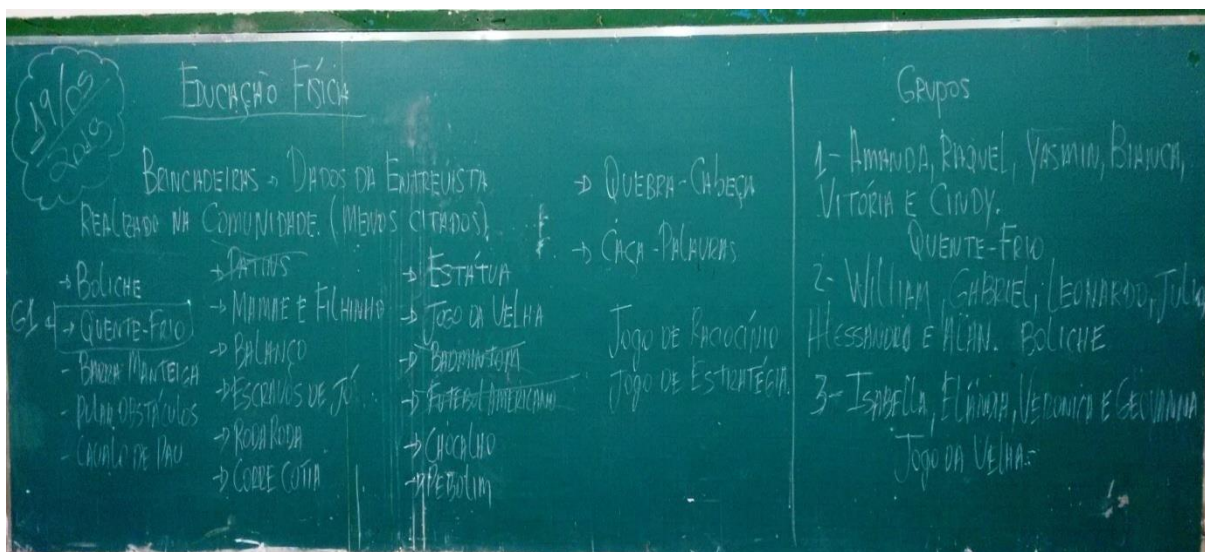 19/05
2019
EDUCAÇÃO FÍSICA
BRINCADEIRAS → DADOS DA ENTREVISTA
REALIZADO NA COMUNIDADE. (MENOS CITADOS).
→ BOLICHE
G1 → QUENTE-FRIO
- BARRA MANTEIGA
- PULAR OBSTÁCULOS
- CAVALO DE PAU
→ PATINS
→ MAMÃE E FILHINHO
→ BALANÇO
→ ESCRAVOS DE JÓ
→ RODA RODA
→ CORRE COTIA
→ ESTÁTUA
→ JOGO DA VELHA
→ BADMINTOM
→ FUTEBOL AMERICANO
→ CHOCALHO
→ PEBOLIM
→ QUEBRA-CABEÇA
→ CAÇA-PALAVRAS
JOGO DE RACIOCÍNIO
JOGO DE ESTRATÉGIA.
GRUPOS
1- AMANDA, RAQUEL, YASMIN, BIANCA,
VITÓRIA E CINDY.
QUENTE-FRIO
2- WILLIAM, GABRIEL, LEONARDO,
ALESSANDRO E ALAN. BOLICHE
3- ISABELLA, VERONICA E GEOVANNA
JOGO DA VELHA